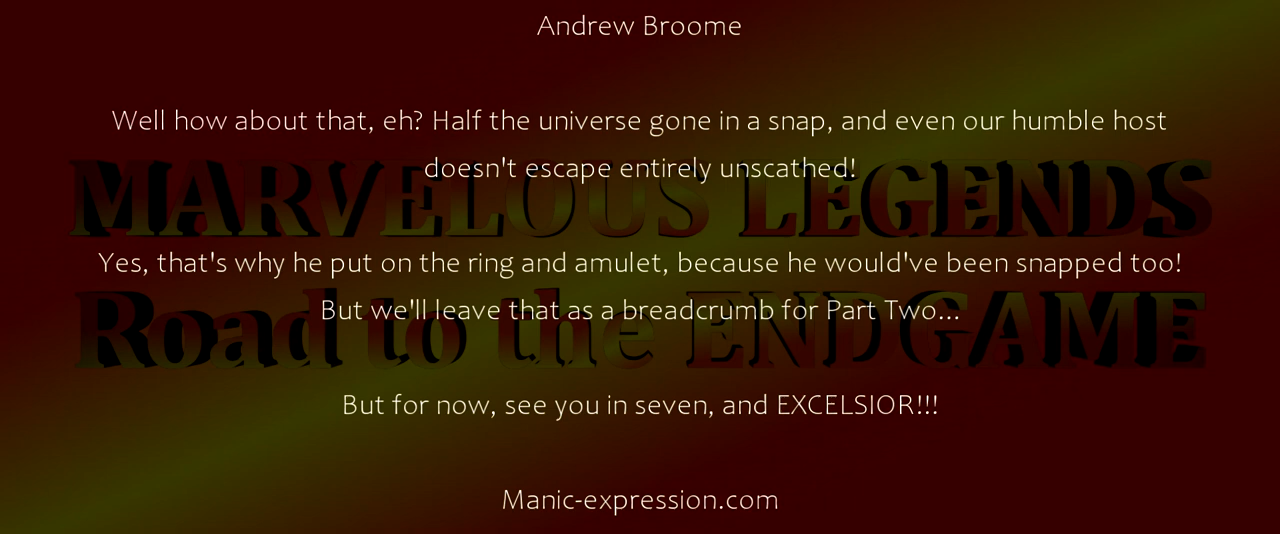 Andrew Broome
Well how about that, eh? Half the universe gone in a snap, and even our humble host
doesn't escape entirely unscathed!
MARVELOUS LEGENDS
Yes, that's why he put on the ring and amulet, because he would've been snapped too!
Road to the ENDGAME
But we'll leave that as a breadcrumb for Part Two...
But for now, see you in seven, and EXCELSIOR!!!
Manic-expression.com